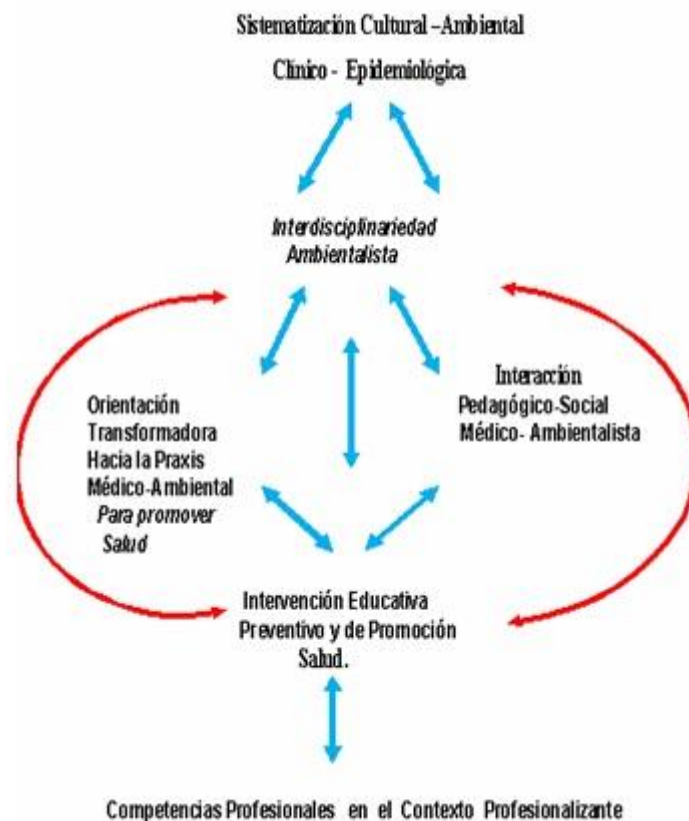 Sistematización Cultural –Ambiental
Clínico - Epidemiológica
Interdisciplinariedad
Ambientalista
Orientación
Transformadora
Hacia la Praxis
Médico-Ambiental
Para promover
Salud
Interacción
Pedagógico-Social
Médico- Ambientalista
Intervención Educativa
Preventivo y de Promoción
Salud.
Competencias Profesionales en el Contexto Profesionalizante